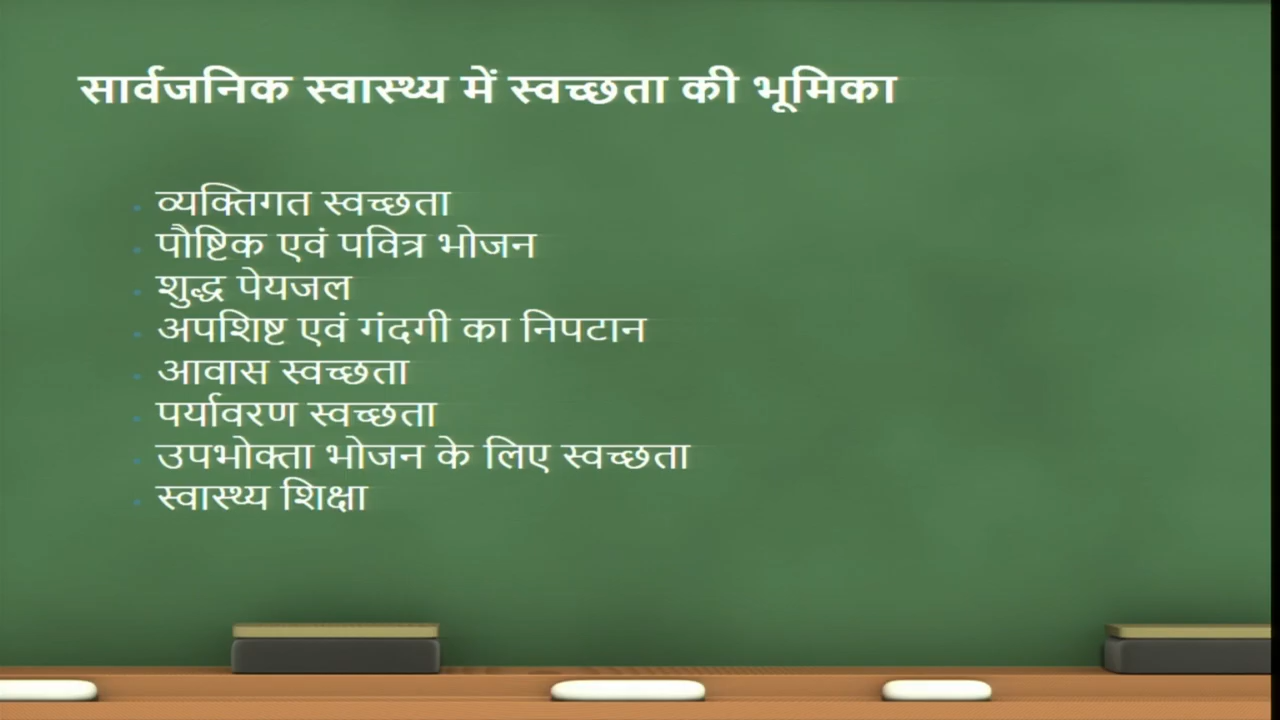 सार्वजनिक स्वास्थ्य में स्वच्छता की भूमिका
व्यक्तिगत स्वच्छता
पौष्टिक एवं पवित्र भोजन
शुद्ध पेयजल
अपशिष्ट एवं गंदगी का निपटान
आवास स्वच्छता
पर्यावरण स्वच्छता
उपभोक्ता भोजन के लिए स्वच्छता
स्वास्थ्य शिक्षा